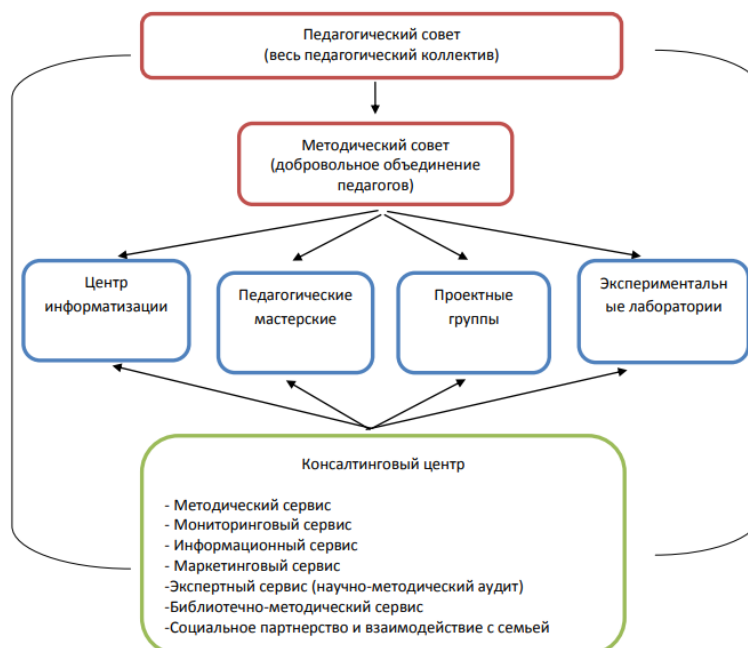 Педагогический совет
(весь педагогический коллектив)
Методический совет
(добровольное объединение
педагогов)
Центр
информатизации
Педагогические
мастерские
Проектные
группы
Экспериментальн
ые лаборатории
Консалтинговый центр
- Методический сервис
- Мониторинговый сервис
- Информационный сервис
- Маркетинговый сервис
-Экспертный сервис (научно-методический аудит)
-Библиотечно-методический сервис
-Социальное партнерство и взаимодействие с семьей